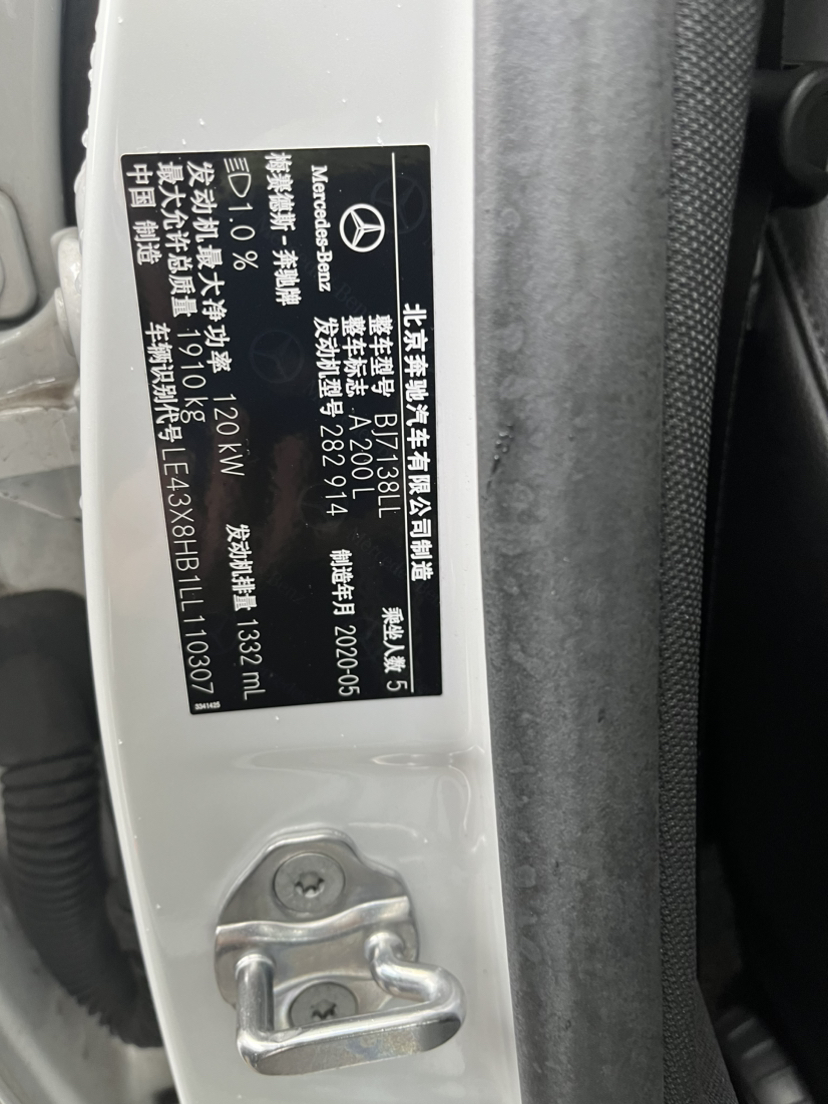 北京奔驰汽车有限公司制造
Mercedes-Benz
整车型号 BJ7138LL 乘坐人数 5
整车标志 A 200 L
发动机型号 282 914 制造年月 2020-05
梅赛德斯-奔驰牌
1.0 %
发动机最大净功率 120 kW 发动机排量 1332 mL
最大允许总质量 1910 kg
中国 制造 车辆识别代号 LE43X8HB1LL110307
3341425